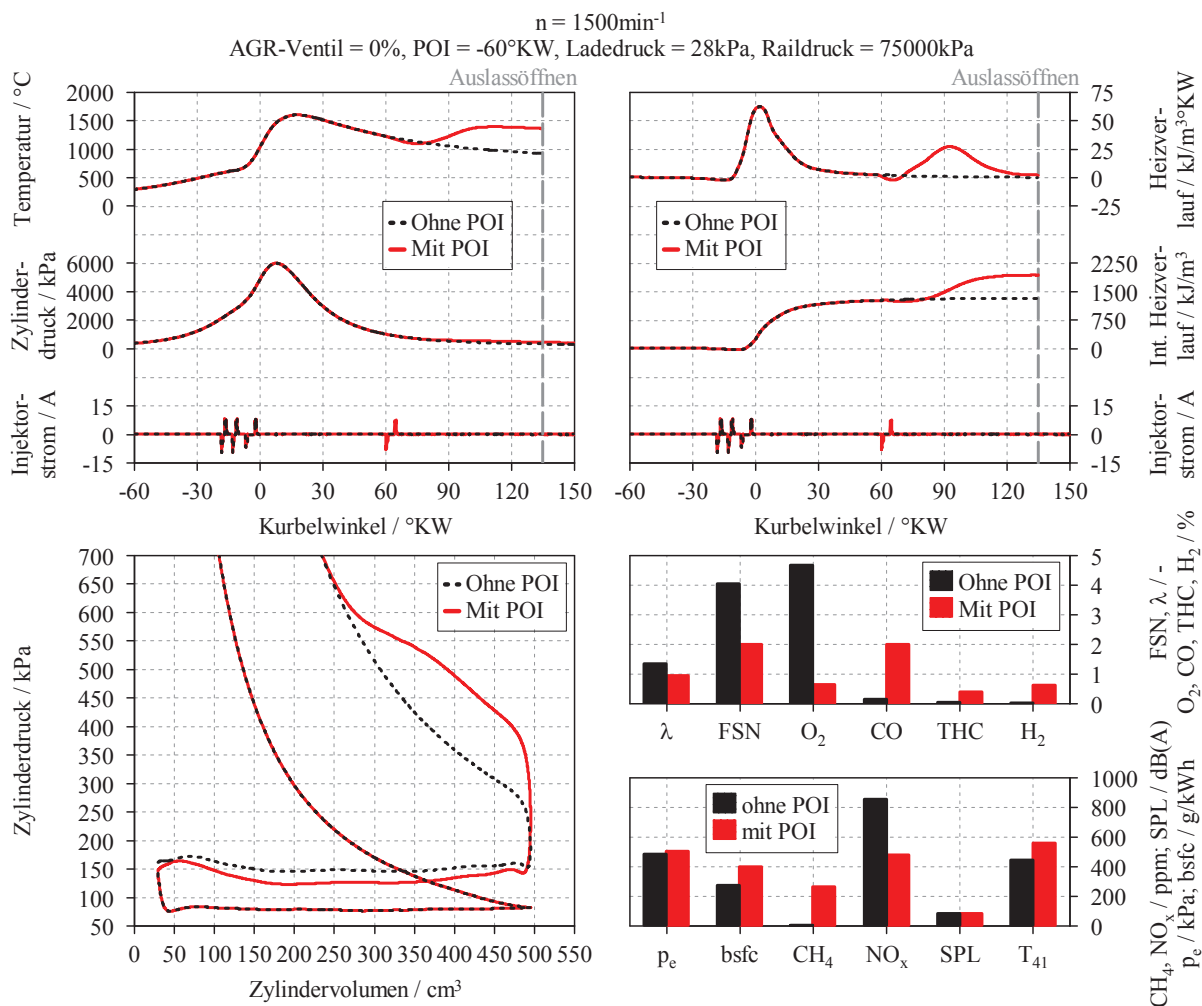 n = 1500min⁻¹
AGR-Ventil = 0%, POI = -60°KW, Ladedruck = 28kPa, Raildruck = 75000kPa
Auslassöffnen
Temperatur / °C
2000
1500
1000
500
0
Ohne POI
Mit POI
Zylinder-
druck / kPa
6000
4000
2000
0
Injektor-
strom / A
15
0
-15
-60 -30 0 30 60 90 120 150
Kurbelwinkel / °KW
Auslassöffnen
75
50
25
0
-25
Heizver-
lauf / kJ/m³°KW
Ohne POI
Mit POI
2250
1500
750
0
Int. Heizver-
lauf / kJ/m³
15
0
-15
Injektor-
strom / A
-60 -30 0 30 60 90 120 150
Kurbelwinkel / °KW
Zylinderdruck / kPa
700
650
600
550
500
450
400
350
300
250
200
150
100
50
Ohne POI
Mit POI
0 50 100 150 200 250 300 350 400 450 500 550
Zylindervolumen / cm³
Ohne POI
Mit POI
5
4
3
2
1
0
FSN, λ / -
O₂, CO, THC, H₂ / %
λ FSN O₂ CO THC H₂
ohne POI
mit POI
1000
800
600
400
200
0
CH₄, NOₓ / ppm; SPL / dB(A)
pₑ / kPa; bsfc / g/kWh
pₑ bsfc CH₄ NOₓ SPL T₄₁